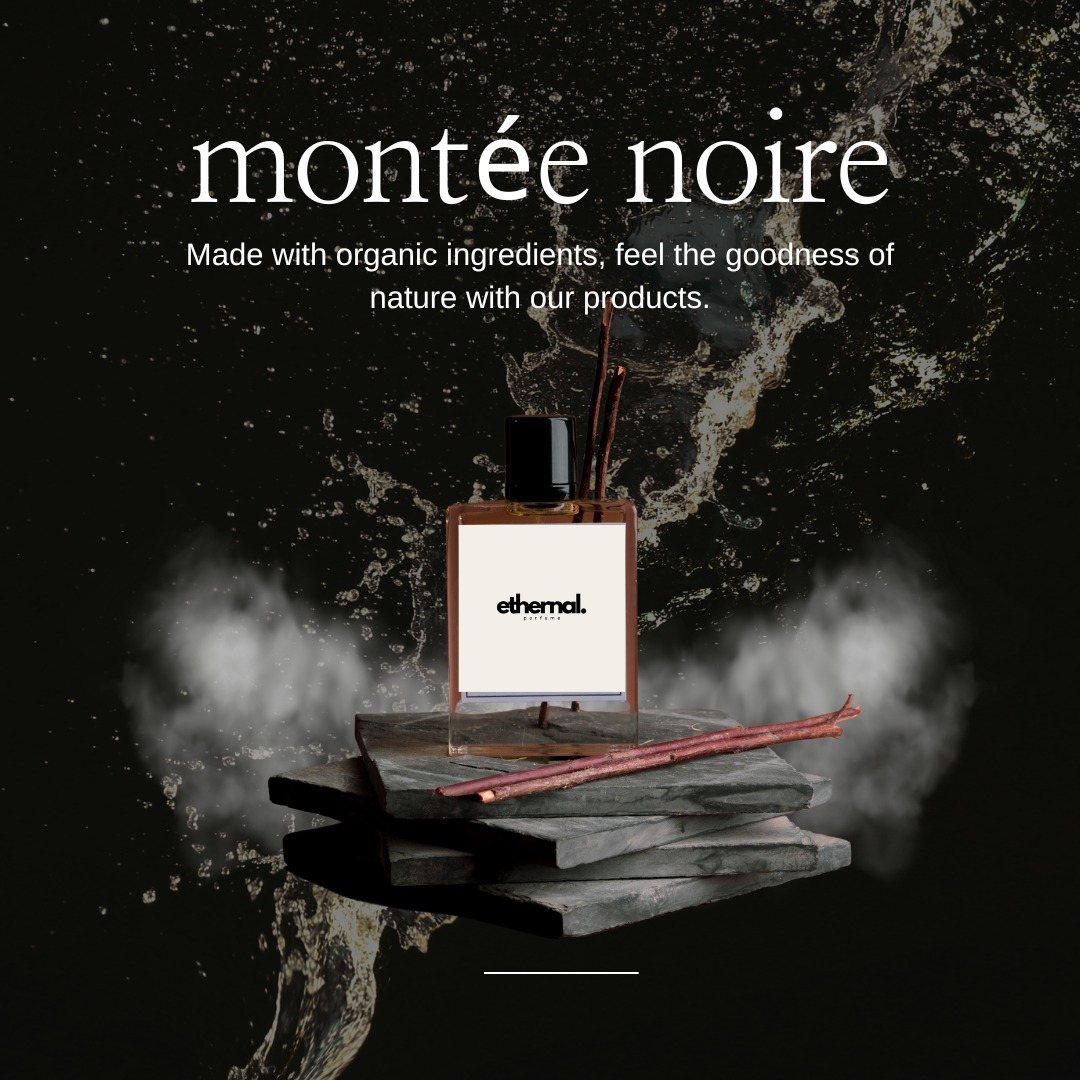 montée noire
Made with organic ingredients, feel the goodness of
nature with our products.
ethernal.
parfume